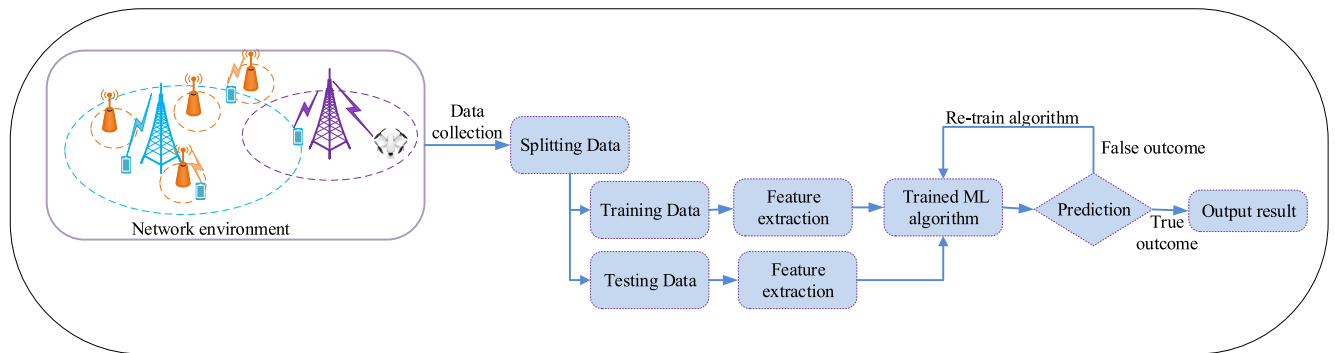 Network environment
Data
collection
Splitting Data
Training Data
Feature
extraction
Testing Data
Feature
extraction
Trained ML
algorithm
Re-train algorithm
False outcome
Prediction
True
outcome
Output result